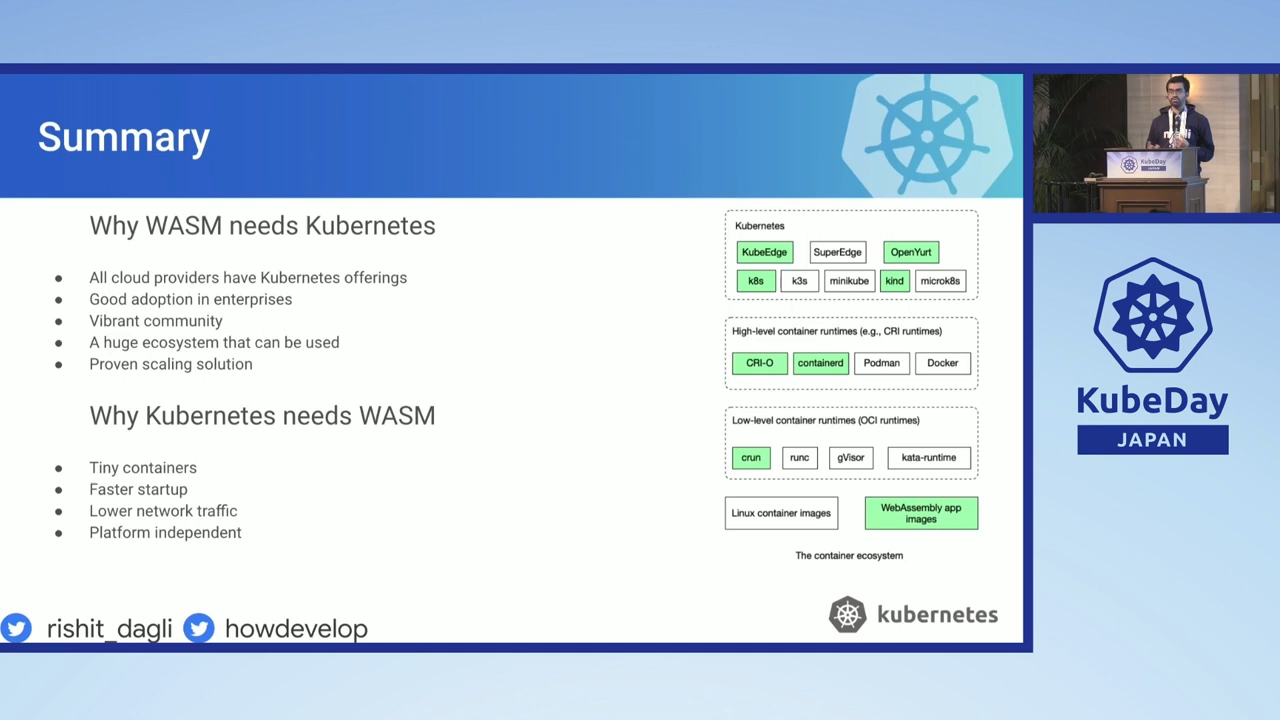 Summary
Why WASM needs Kubernetes
● All cloud providers have Kubernetes offerings
● Good adoption in enterprises
● Vibrant community
● A huge ecosystem that can be used
● Proven scaling solution
Why Kubernetes needs WASM
● Tiny containers
● Faster startup
● Lower network traffic
● Platform independent
Kubernetes
KubeEdge SuperEdge OpenYurt
k8s k3s minikube kind microk8s
High-level container runtimes (e.g., CRI runtimes)
CRI-O containerd Podman Docker
Low-level container runtimes (OCI runtimes)
crun runc gVisor kata-runtime
Linux container images
WebAssembly app
images
The container ecosystem
rishit_dagli howdevelop
kubernetes
KubeDay
JAPAN
KubeDay
JAPAN